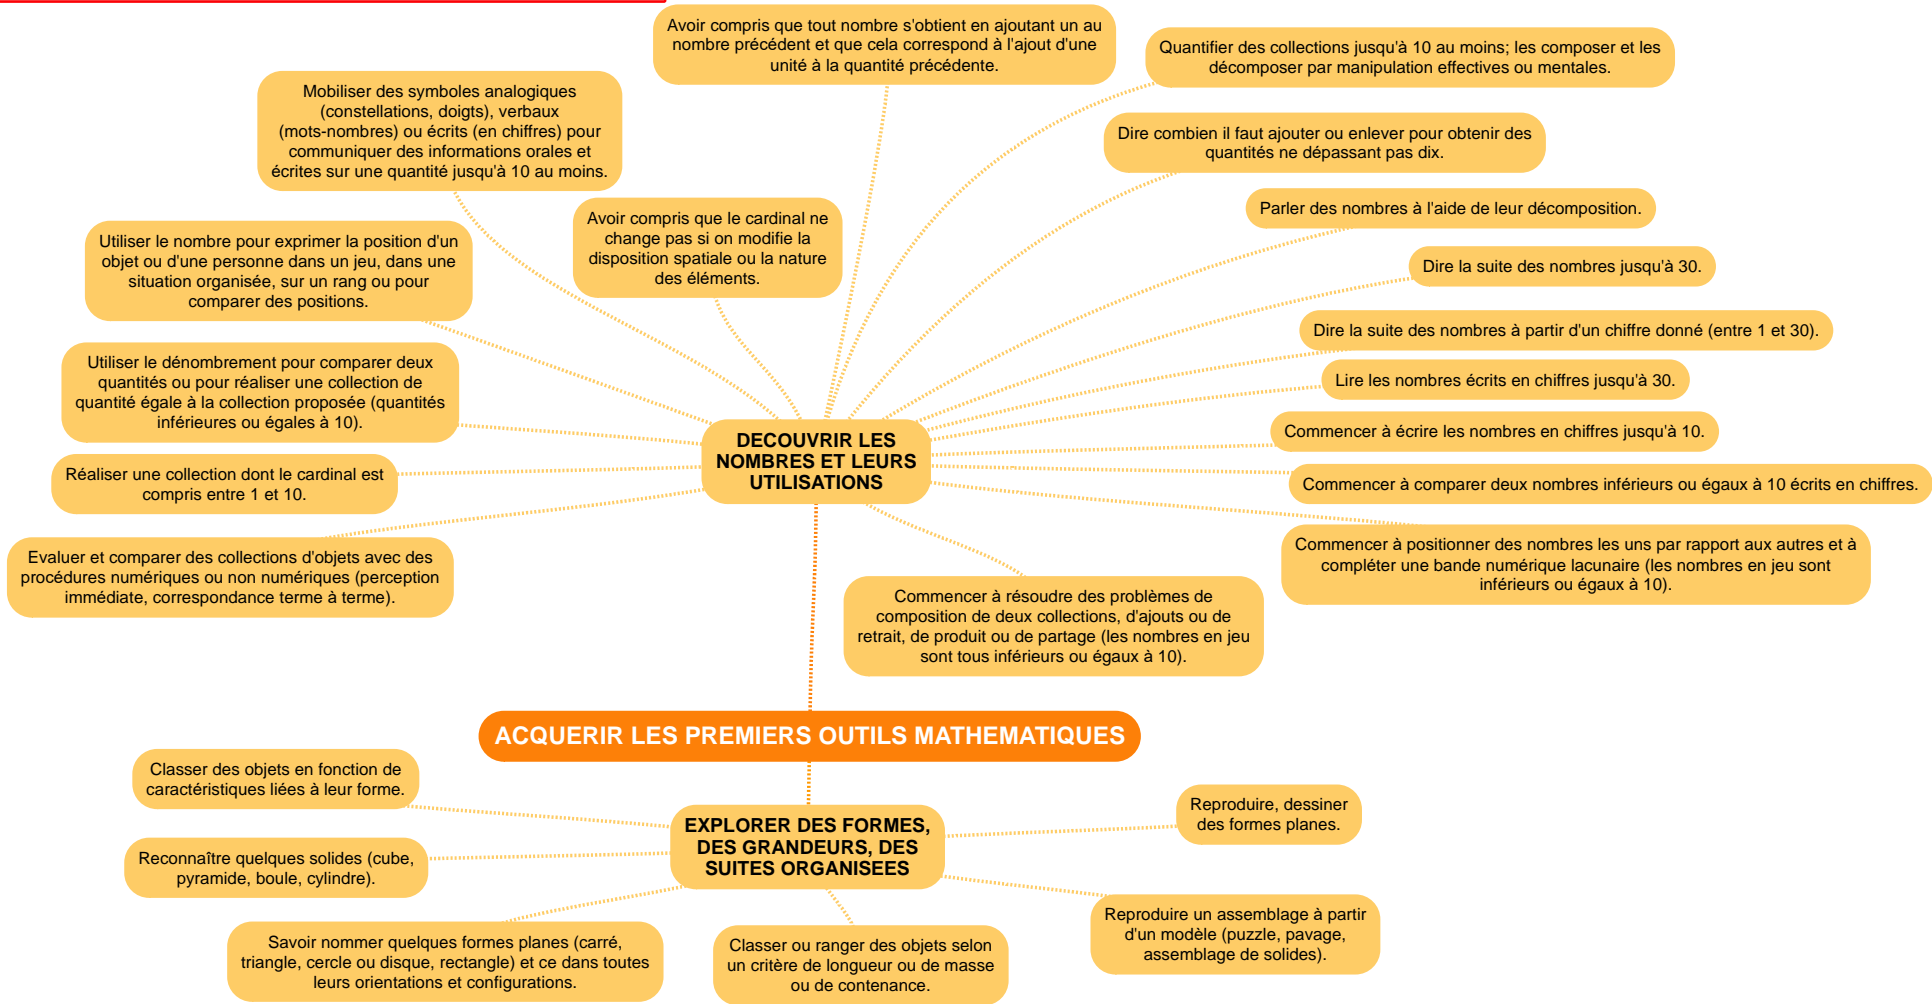 Avoir compris que tout nombre s'obtient en ajoutant un au
nombre précédent et que cela correspond à l'ajout d'une
unité à la quantité précédente.
Quantifier des collections jusqu'à 10 au moins; les composer et les
décomposer par manipulation effectives ou mentales.
Mobiliser des symboles analogiques
(constellations, doigts), verbaux
(mots-nombres) ou écrits (en chiffres) pour
communiquer des informations orales et
écrites sur une quantité jusqu'à 10 au moins.
Dire combien il faut ajouter ou enlever pour obtenir des
quantités ne dépassant pas dix.
Avoir compris que le cardinal ne
change pas si on modifie la
disposition spatiale ou la nature
des éléments.
Parler des nombres à l'aide de leur décomposition.
Utiliser le nombre pour exprimer la position d'un
objet ou d'une personne dans un jeu, dans une
situation organisée, sur un rang ou pour
comparer des positions.
Dire la suite des nombres jusqu'à 30.
Dire la suite des nombres à partir d'un chiffre donné (entre 1 et 30).
Utiliser le dénombrement pour comparer deux
quantités ou pour réaliser une collection de
quantité égale à la collection proposée (quantités
inférieures ou égales à 10).
Lire les nombres écrits en chiffres jusqu'à 30.
Commencer à écrire les nombres en chiffres jusqu'à 10.
DECOUVRIR LES
NOMBRES ET LEURS
UTILISATIONS
Réaliser une collection dont le cardinal est
compris entre 1 et 10.
Commencer à comparer deux nombres inférieurs ou égaux à 10 écrits en chiffres.
Evaluer et comparer des collections d'objets avec des
procédures numériques ou non numériques (perception
immédiate, correspondance terme à terme).
Commencer à positionner des nombres les uns par rapport aux autres et à
compléter une bande numérique lacunaire (les nombres en jeu sont
inférieurs ou égaux à 10).
Commencer à résoudre des problèmes de
composition de deux collections, d'ajouts ou de
retrait, de produit ou de partage (les nombres en jeu
sont tous inférieurs ou égaux à 10).
ACQUERIR LES PREMIERS OUTILS MATHEMATIQUES
Classer des objets en fonction de
caractéristiques liées à leur forme.
Reproduire, dessiner
des formes planes.
EXPLORER DES FORMES,
DES GRANDEURS, DES
SUITES ORGANISEES
Reconnaître quelques solides (cube,
pyramide, boule, cylindre).
Reproduire un assemblage à partir
d'un modèle (puzzle, pavage,
assemblage de solides).
Savoir nommer quelques formes planes (carré,
triangle, cercle ou disque, rectangle) et ce dans toutes
leurs orientations et configurations.
Classer ou ranger des objets selon
un critère de longueur ou de masse
ou de contenance.